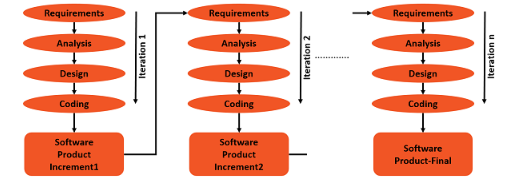 Requirements
Analysis
Design
Coding
Software
Product
Increment1
Iteration 1
Requirements
Analysis
Design
Coding
Software
Product
Increment2
Iteration 2
Requirements
Analysis
Design
Coding
Software
Product-Final
Iteration n